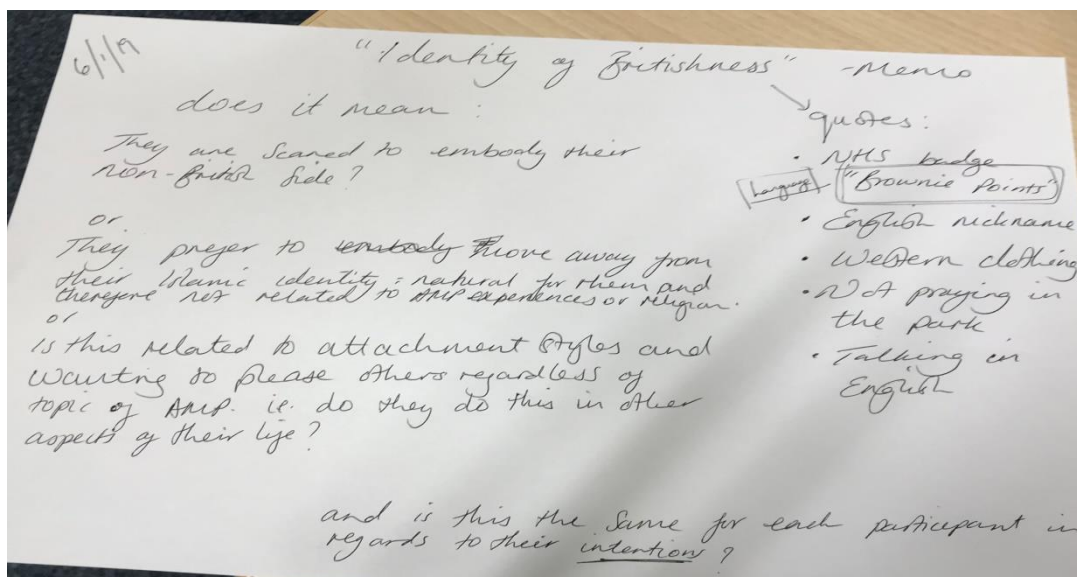 6/1/19
"Identity of Britishness" - Memo
does it mean :
They are scared to embody their
non-British side?
or
They prefer to embody move away from
their Islamic identity = natural for them and
therefore not related to AMP experiences or religion.
or
is this related to attachment styles and
wanting to please others regardless of
topic of AMP. ie. do they do this in other
aspects of their life?
quotes:
• NHS badge
Language "Brownie Points"
• English nickname
• Western clothing
• Not praying in
the park
• Talking in
English
and is this the same for each participant in
regards to their intention?